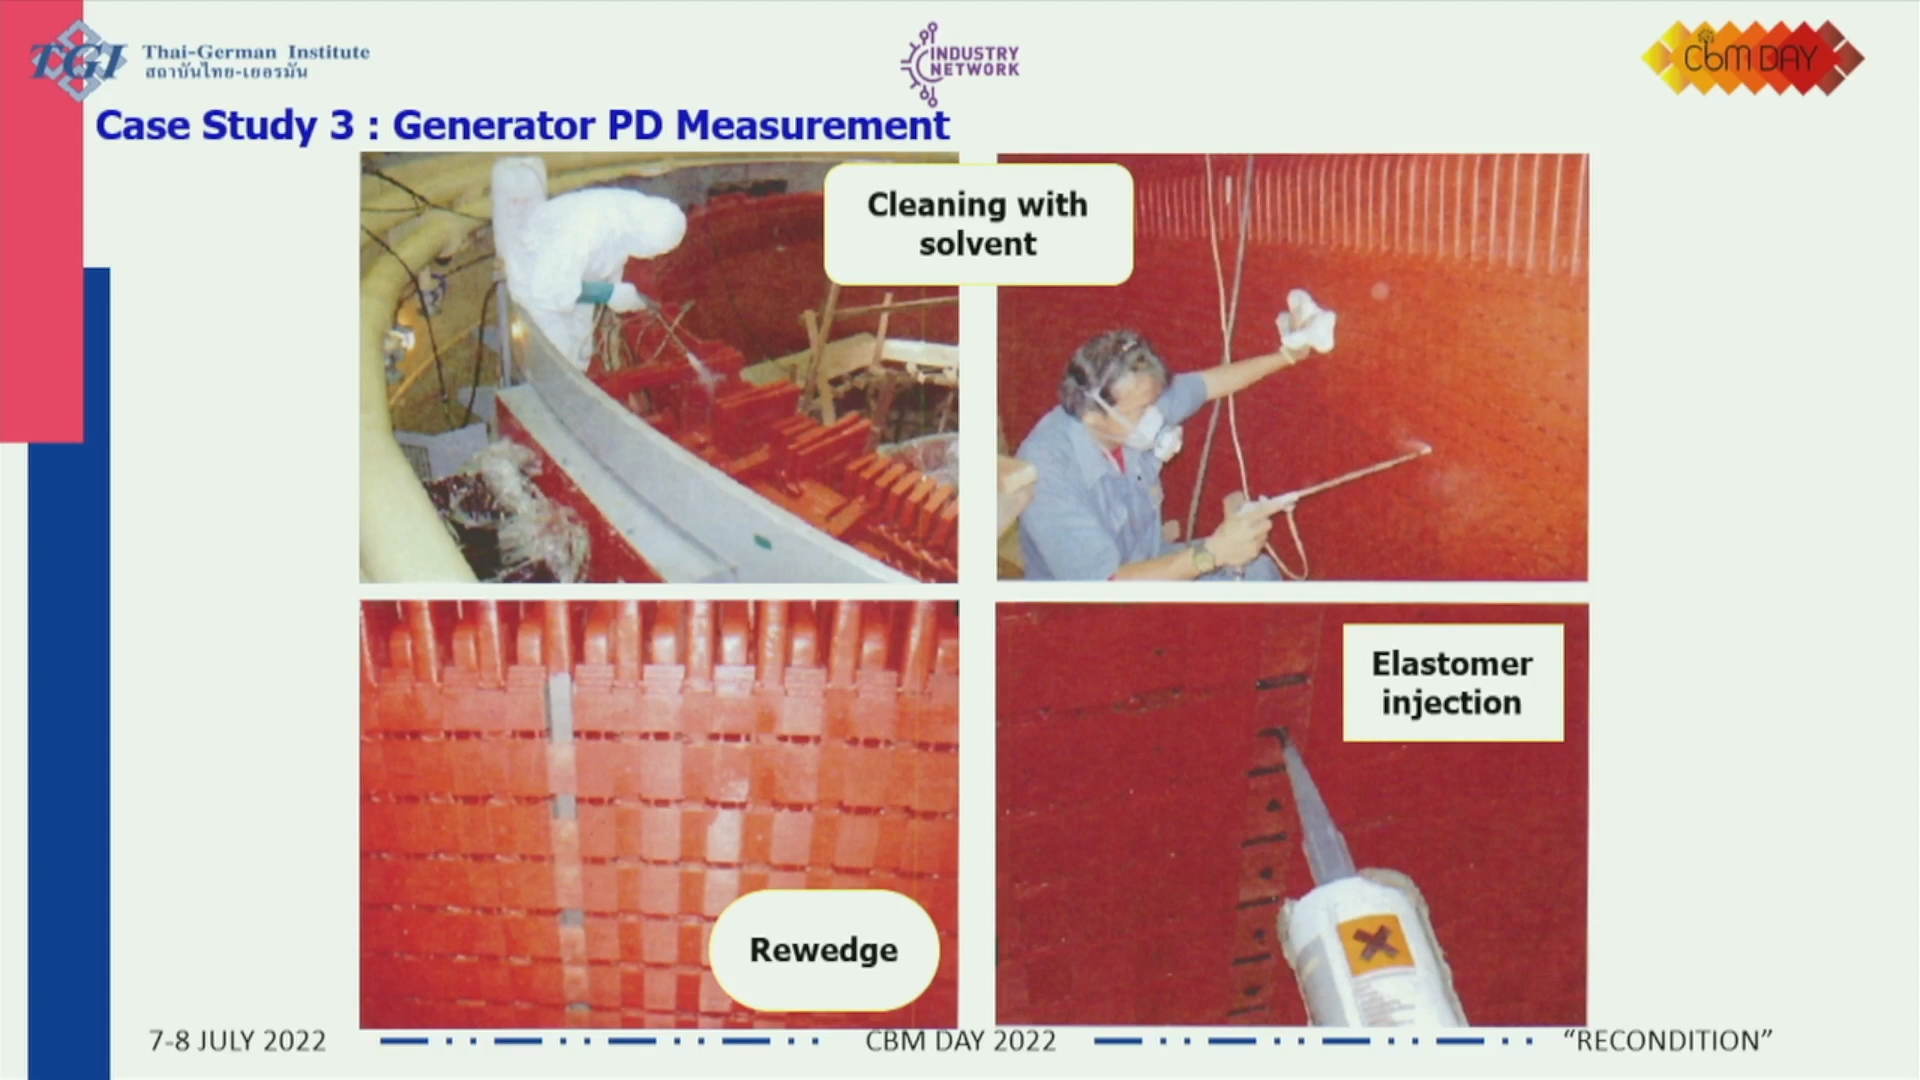 TGI
Thai-German Institute
สถาบันไทย-เยอรมัน
INDUSTRY
NETWORK
cbm DAY
Case Study 3 : Generator PD Measurement
Cleaning with
solvent
Elastomer
injection
Rewedge
7-8 JULY 2022
CBM DAY 2022
“RECONDITION”